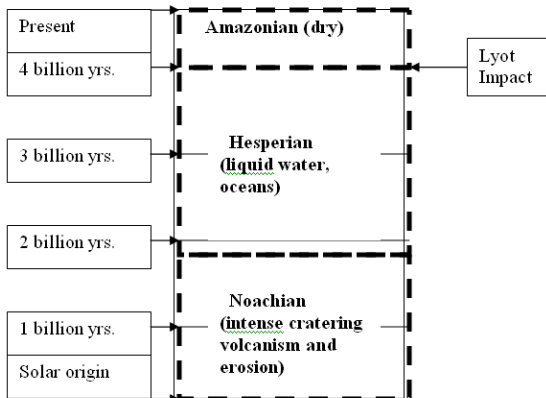 Present
4 billion yrs.
3 billion yrs.
2 billion yrs.
1 billion yrs.
Solar origin
Amazonian (dry)
Hesperian
(liquid water,
oceans)
Noachian
(intense cratering
volcanism and
erosion)
Lyot
Impact